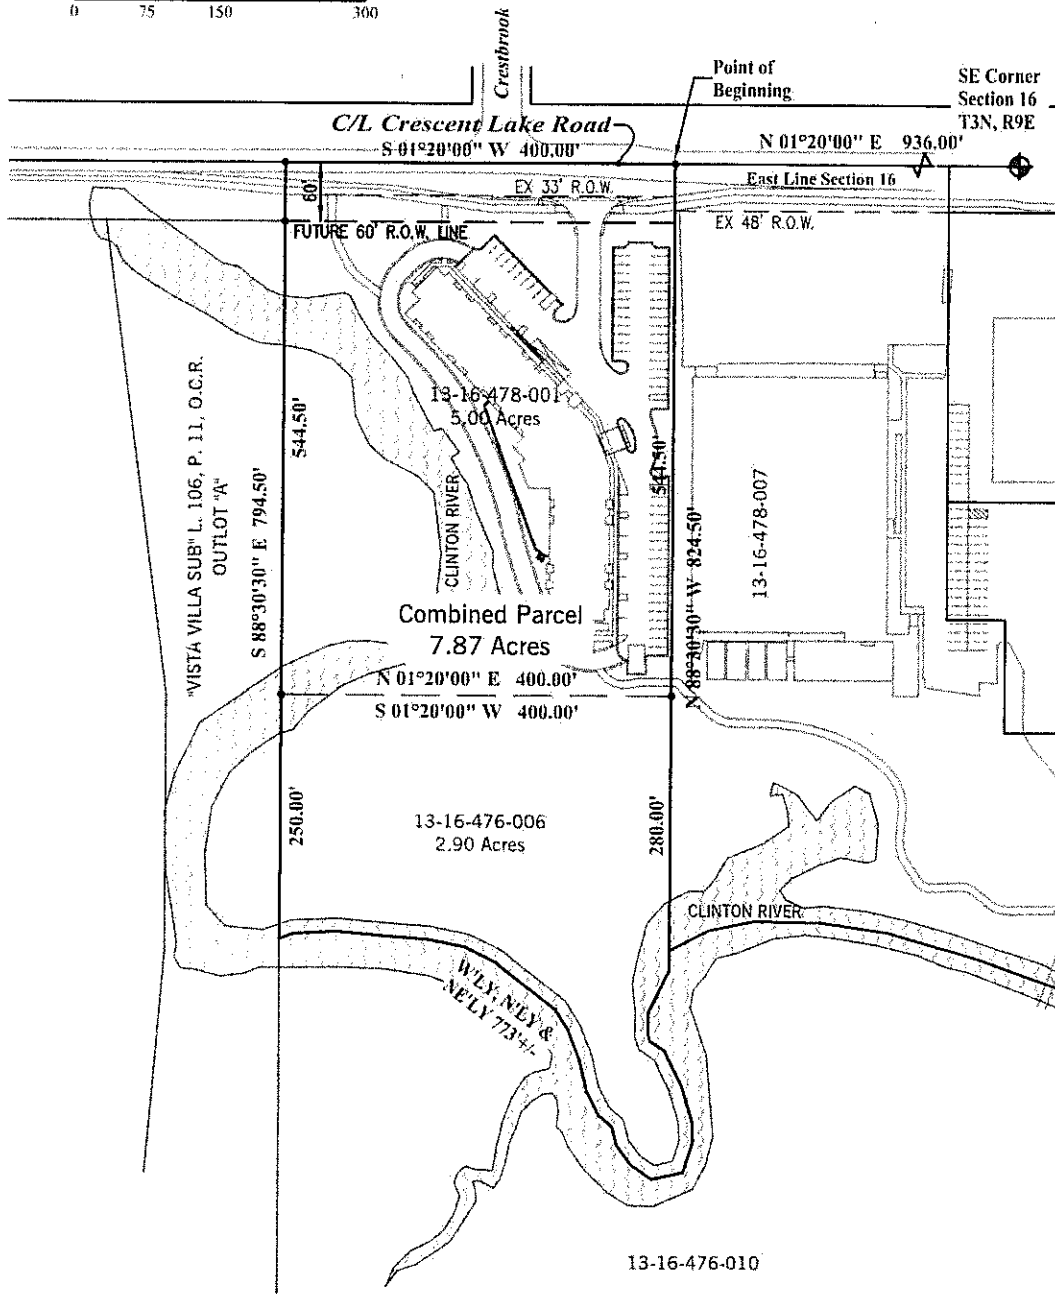 0 75 150 300
Crestbrook
Point of
Beginning
SE Corner
Section 16
T3N, R9E
C/L Crescent Lake Road
S 01°20'00" W 400.00'
N 01°20'00" E 936.00'
East Line Section 16
60'
EX 33' R.O.W.
EX 48' R.O.W.
FUTURE 60' R.O.W. LINE
13-16-478-001
5.00 Acres
"VISTA VILLA SUB" L. 106, P. 11, O.C.R.
OUTLOT "A"
S 88°30'30" E 794.50'
544.50'
CLINTON RIVER
544.50'
N 88°30'30" W 824.50'
13-16-478-007
Combined Parcel
7.87 Acres
N 01°20'00" E 400.00'
S 01°20'00" W 400.00'
250.00'
13-16-476-006
2.90 Acres
280.00'
CLINTON RIVER
W'LY, N'LY &
NE'LY 773'+/-
13-16-476-010